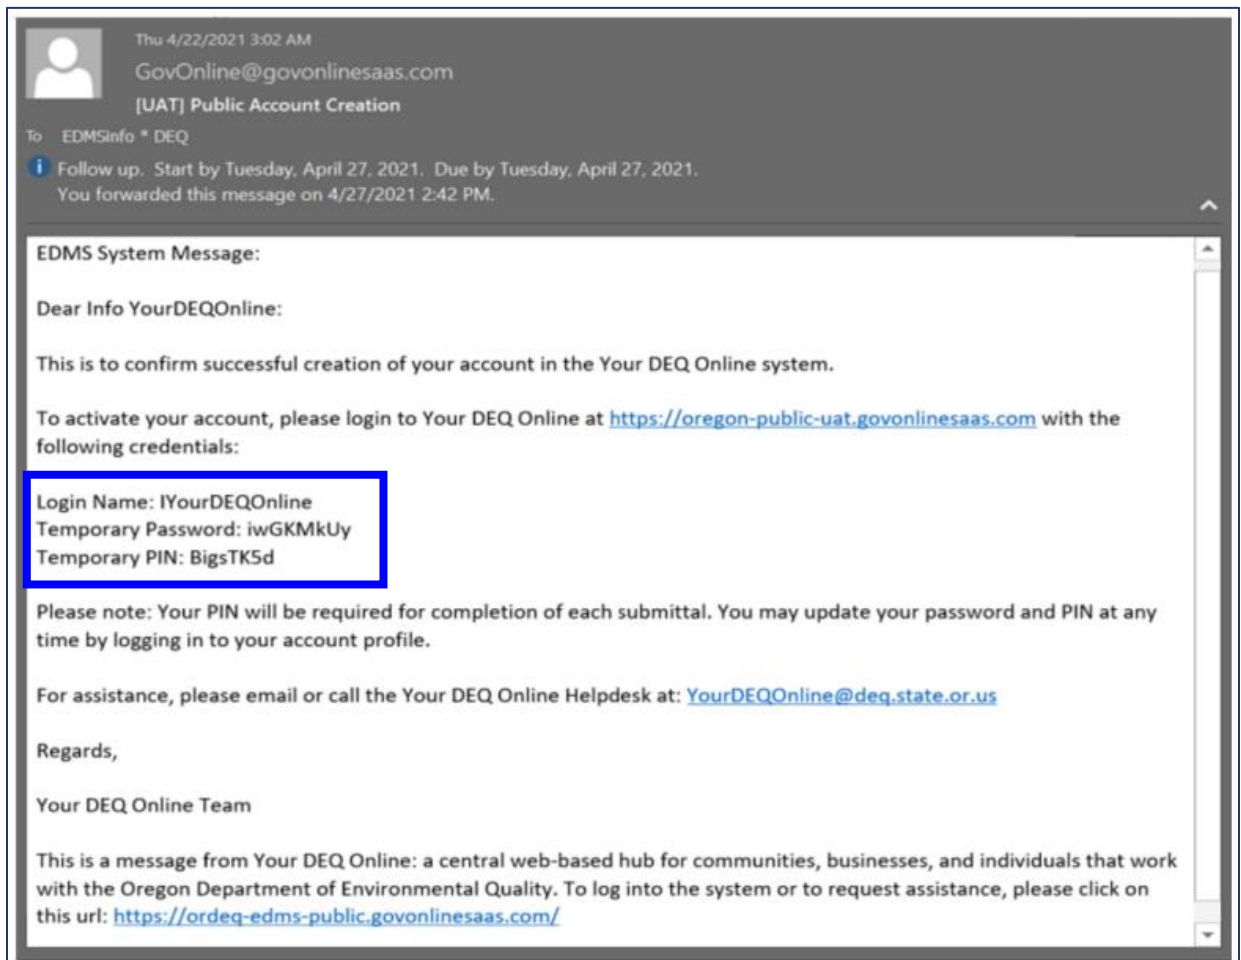 Thu 4/22/2021 3:02 AM
GovOnline@govonlinesaas.com
[UAT] Public Account Creation
To EDMSinfo * DEQ
i Follow up. Start by Tuesday, April 27, 2021. Due by Tuesday, April 27, 2021.
You forwarded this message on 4/27/2021 2:42 PM.
EDMS System Message:
Dear Info YourDEQOnline:
This is to confirm successful creation of your account in the Your DEQ Online system.
To activate your account, please login to Your DEQ Online at https://oregon-public-uat.govonlinesaas.com with the
following credentials:
Login Name: IYourDEQOnline
Temporary Password: iwGKMkUy
Temporary PIN: BigsTK5d
Please note: Your PIN will be required for completion of each submittal. You may update your password and PIN at any
time by logging in to your account profile.
For assistance, please email or call the Your DEQ Online Helpdesk at: YourDEQOnline@deq.state.or.us
Regards,
Your DEQ Online Team
This is a message from Your DEQ Online: a central web-based hub for communities, businesses, and individuals that work
with the Oregon Department of Environmental Quality. To log into the system or to request assistance, please click on
this url: https://ordeq-edms-public.govonlinesaas.com/